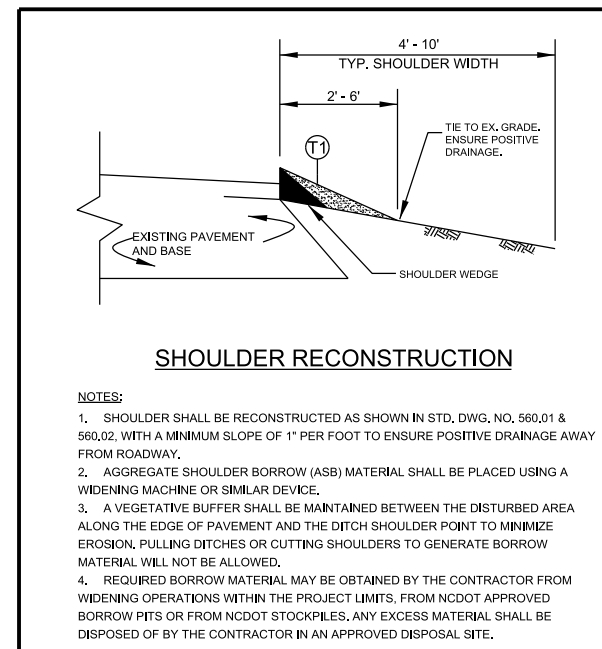 4' - 10'
TYP. SHOULDER WIDTH
2' - 6'
TIE TO EX. GRADE.
ENSURE POSITIVE
DRAINAGE.
T1
EXISTING PAVEMENT
AND BASE
SHOULDER WEDGE
SHOULDER RECONSTRUCTION
NOTES:
1. SHOULDER SHALL BE RECONSTRUCTED AS SHOWN IN STD. DWG. NO. 560.01 &
560.02, WITH A MINIMUM SLOPE OF 1" PER FOOT TO ENSURE POSITIVE DRAINAGE AWAY
FROM ROADWAY.
2. AGGREGATE SHOULDER BORROW (ASB) MATERIAL SHALL BE PLACED USING A
WIDENING MACHINE OR SIMILAR DEVICE.
3. A VEGETATIVE BUFFER SHALL BE MAINTAINED BETWEEN THE DISTURBED AREA
ALONG THE EDGE OF PAVEMENT AND THE DITCH SHOULDER POINT TO MINIMIZE
EROSION. PULLING DITCHES OR CUTTING SHOULDERS TO GENERATE BORROW
MATERIAL WILL NOT BE ALLOWED.
4. REQUIRED BORROW MATERIAL MAY BE OBTAINED BY THE CONTRACTOR FROM
WIDENING OPERATIONS WITHIN THE PROJECT LIMITS, FROM NCDOT APPROVED
BORROW PITS OR FROM NCDOT STOCKPILES. ANY EXCESS MATERIAL SHALL BE
DISPOSED OF BY THE CONTRACTOR IN AN APPROVED DISPOSAL SITE.